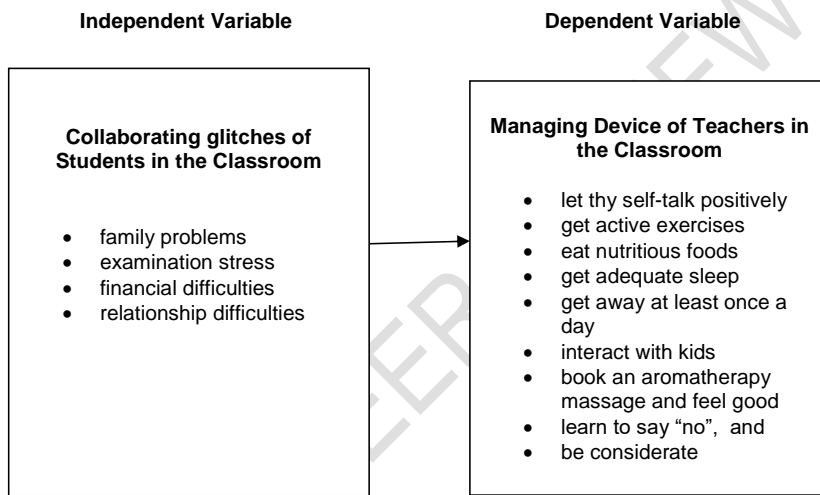 Independent Variable
Dependent Variable
Collaborating glitches of
Students in the Classroom
• family problems
• examination stress
• financial difficulties
• relationship difficulties
Managing Device of Teachers in
the Classroom
• let thy self-talk positively
• get active exercises
• eat nutritious foods
• get adequate sleep
• get away at least once a
day
• interact with kids
• book an aromatherapy
massage and feel good
• learn to say “no”, and
• be considerate